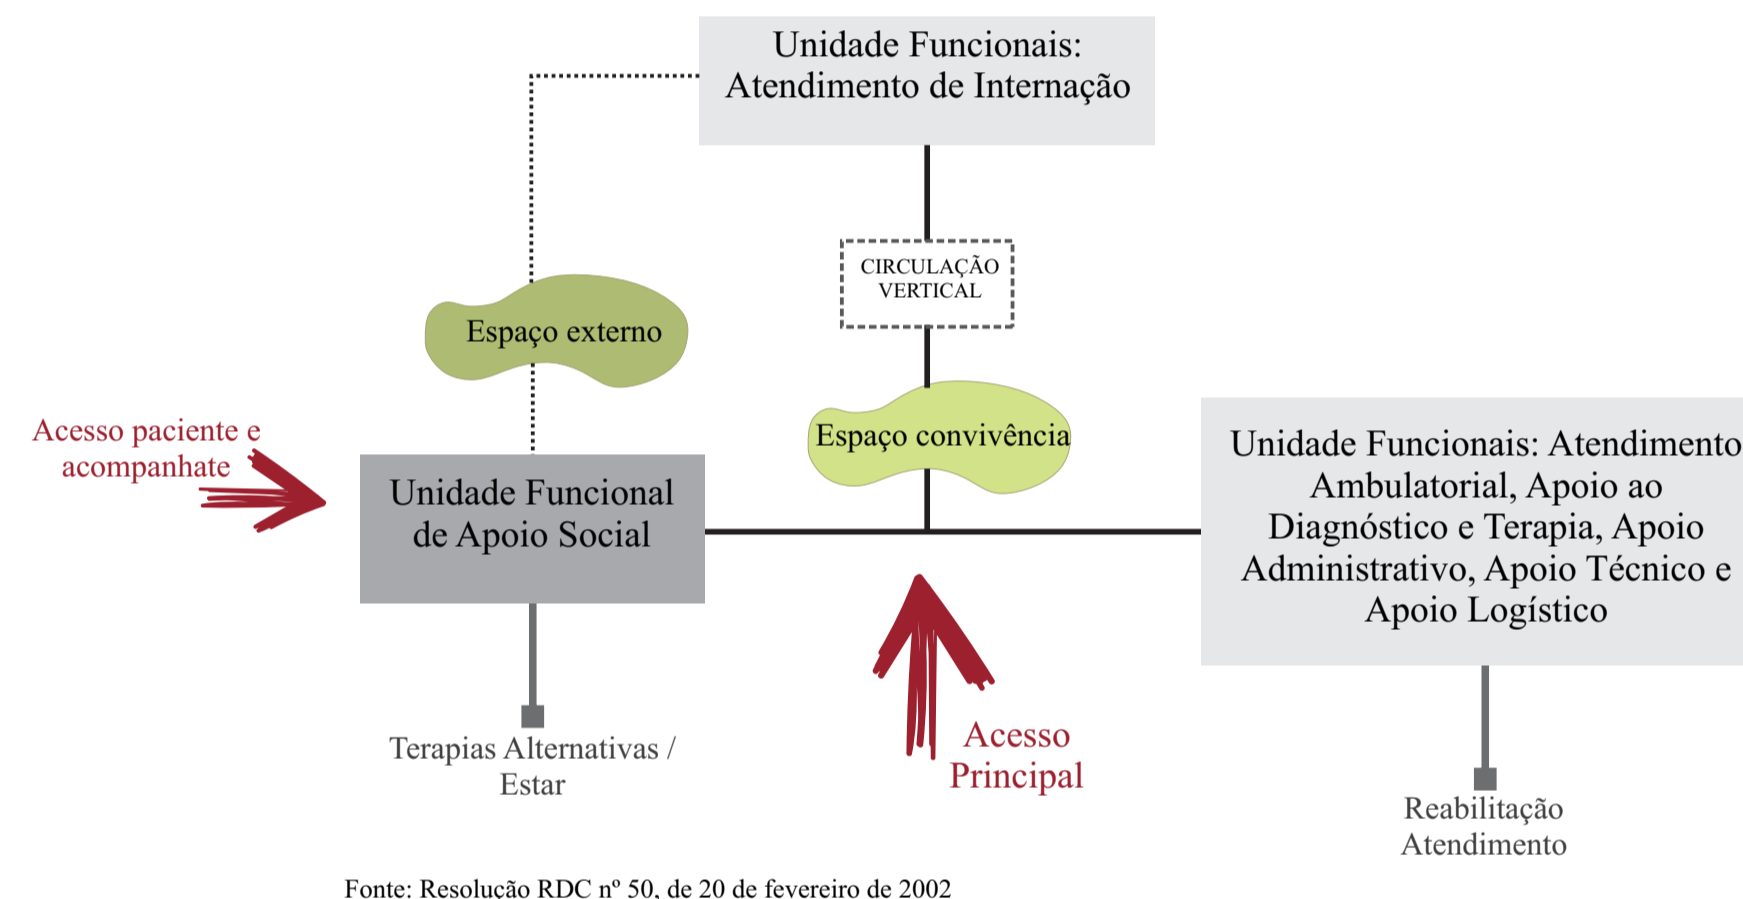 Unidade Funcionais:
Atendimento de Internação
CIRCULAÇÃO
VERTICAL
Espaço externo
Espaço convivência
Acesso paciente e
acompanhate
Unidade Funcional
de Apoio Social
Unidade Funcionais: Atendimento
Ambulatorial, Apoio ao
Diagnóstico e Terapia, Apoio
Administrativo, Apoio Técnico e
Apoio Logístico
Terapias Alternativas /
Estar
Acesso
Principal
Reabilitação
Atendimento
Fonte: Resolução RDC nº 50, de 20 de fevereiro de 2002